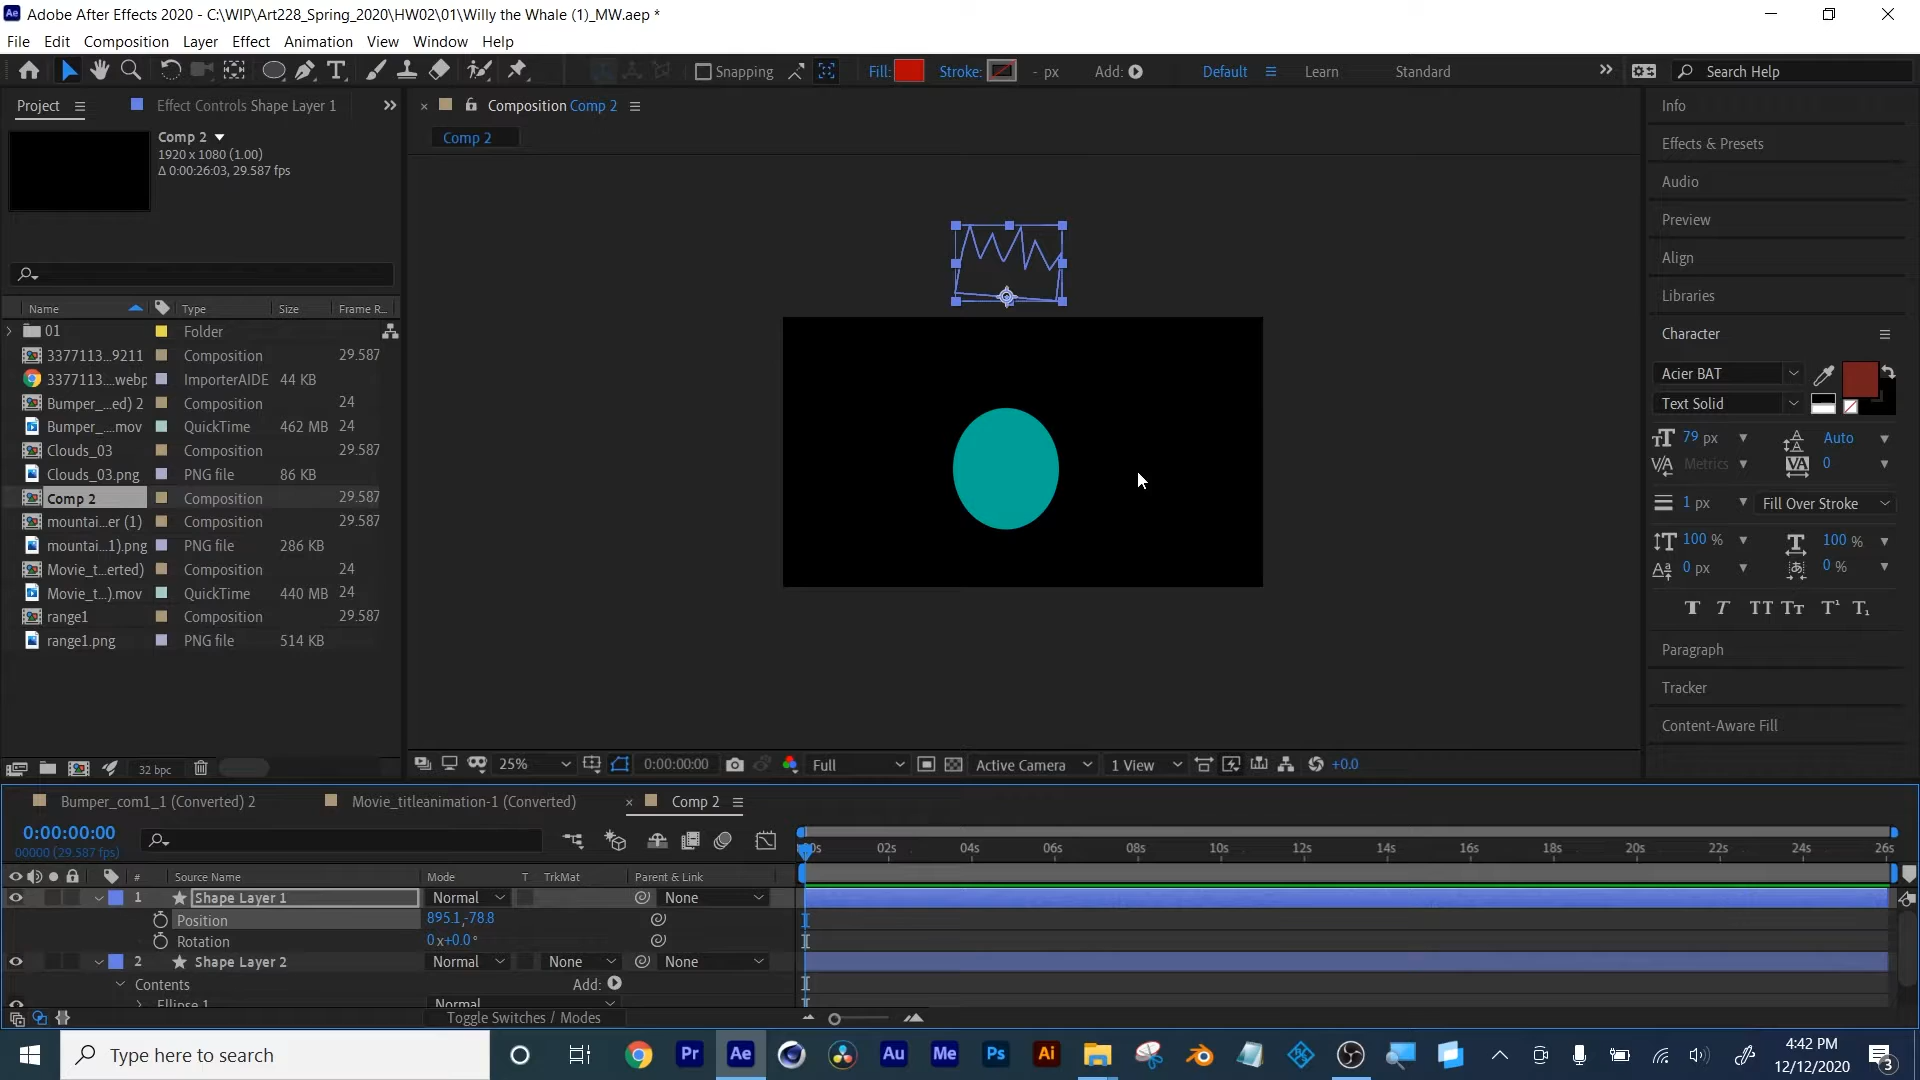 Adobe After Effects 2020 - C:\WIP\Art228_Spring_2020\HW02\01\Willy the Whale (1)_MW.aep *
File Edit Composition Layer Effect Animation View Window Help
Snapping Fill: Stroke: - px Add: Default Learn Standard Search Help
Project Effect Controls Shape Layer 1
Composition Comp 2
Comp 2
1920 x 1080 (1.00)
Δ 0:00:26:03, 29.587 fps
Comp 2
Name Type Size Frame R...
01 Folder
3377113...9211 Composition 29.587
3377113....webp ImporterAIDE 44 KB
Bumper_...ed) 2 Composition 24
Bumper_....mov QuickTime 462 MB 24
Clouds_03 Composition 29.587
Clouds_03.png PNG file 86 KB
Comp 2 Composition 29.587
mountai...er (1) Composition 29.587
mountai...1).png PNG file 286 KB
Movie_t...erted) Composition 24
Movie_t...).mov QuickTime 440 MB 24
range1 Composition 29.587
range1.png PNG file 514 KB
32 bpc
25% 0:00:00:00 Full Active Camera 1 View +0.0
Info
Effects & Presets
Audio
Preview
Align
Libraries
Character
Acier BAT
Text Solid
79 px Auto
Metrics 0
1 px Fill Over Stroke
100 % 100 %
0 px 0 %
T T TT Tт T¹ T₁
Paragraph
Tracker
Content-Aware Fill
Bumper_com1_1 (Converted) 2 Movie_titleanimation-1 (Converted) Comp 2
0:00:00:00
00000 (29.587 fps)
02s 04s 06s 08s 10s 12s 14s 16s 18s 20s 22s 24s 26s
# Source Name Mode T TrkMat Parent & Link
1 Shape Layer 1 Normal None
Position 895.1,-78.8
Rotation 0x+0.0°
2 Shape Layer 2 Normal None None
Contents Add:
Ellipse 1 Normal
Toggle Switches / Modes
Type here to search
Pr Ae Au Me Ps Ai
4:42 PM
12/12/2020
3